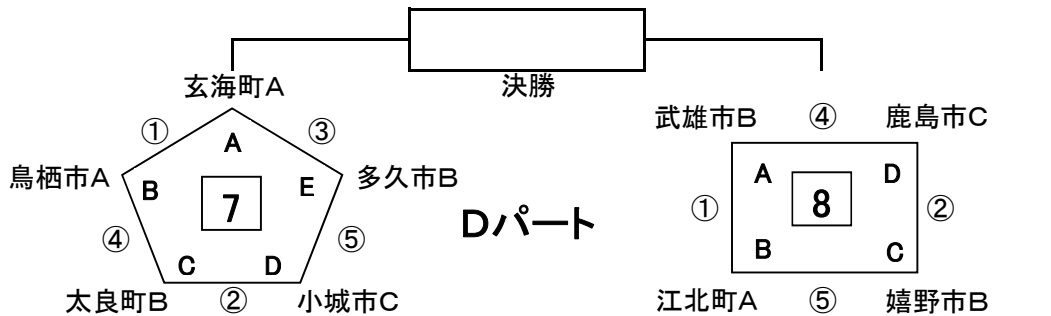 決勝
玄海町A
① ③
A
鳥栖市A B E 多久市B
7
④ ⑤
C D
太良町B ② 小城市C
Dパート
武雄市B ④ 鹿島市C
A D
① 8 ②
B C
江北町A ⑤ 嬉野市B